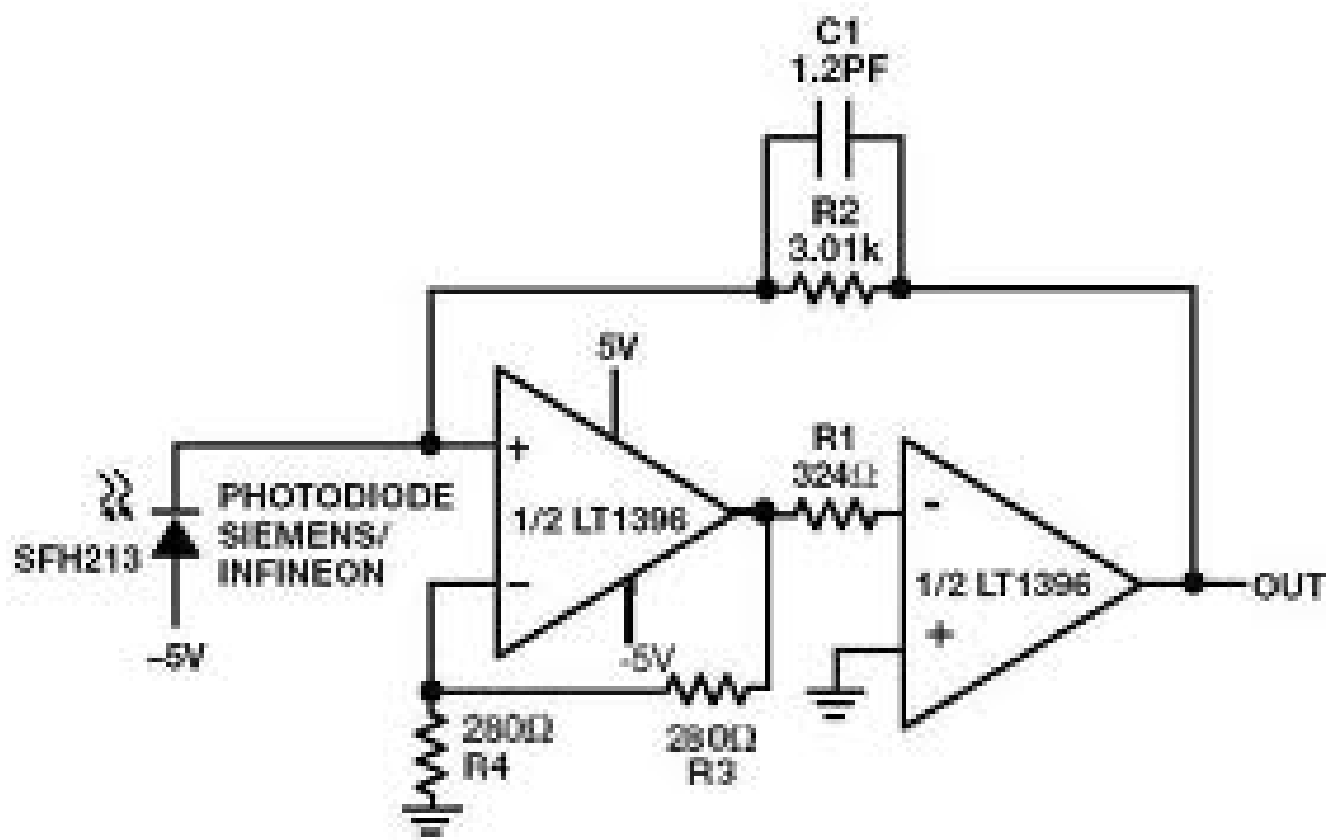 C1
1.2PF
R2
3.01k
5V
+
1/2 LT1396
−
-5V
R1
324Ω
-
1/2 LT1396
+
OUT
PHOTODIODE
SIEMENS/
INFINEON
SFH213
–5V
280Ω
R4
280Ω
R3